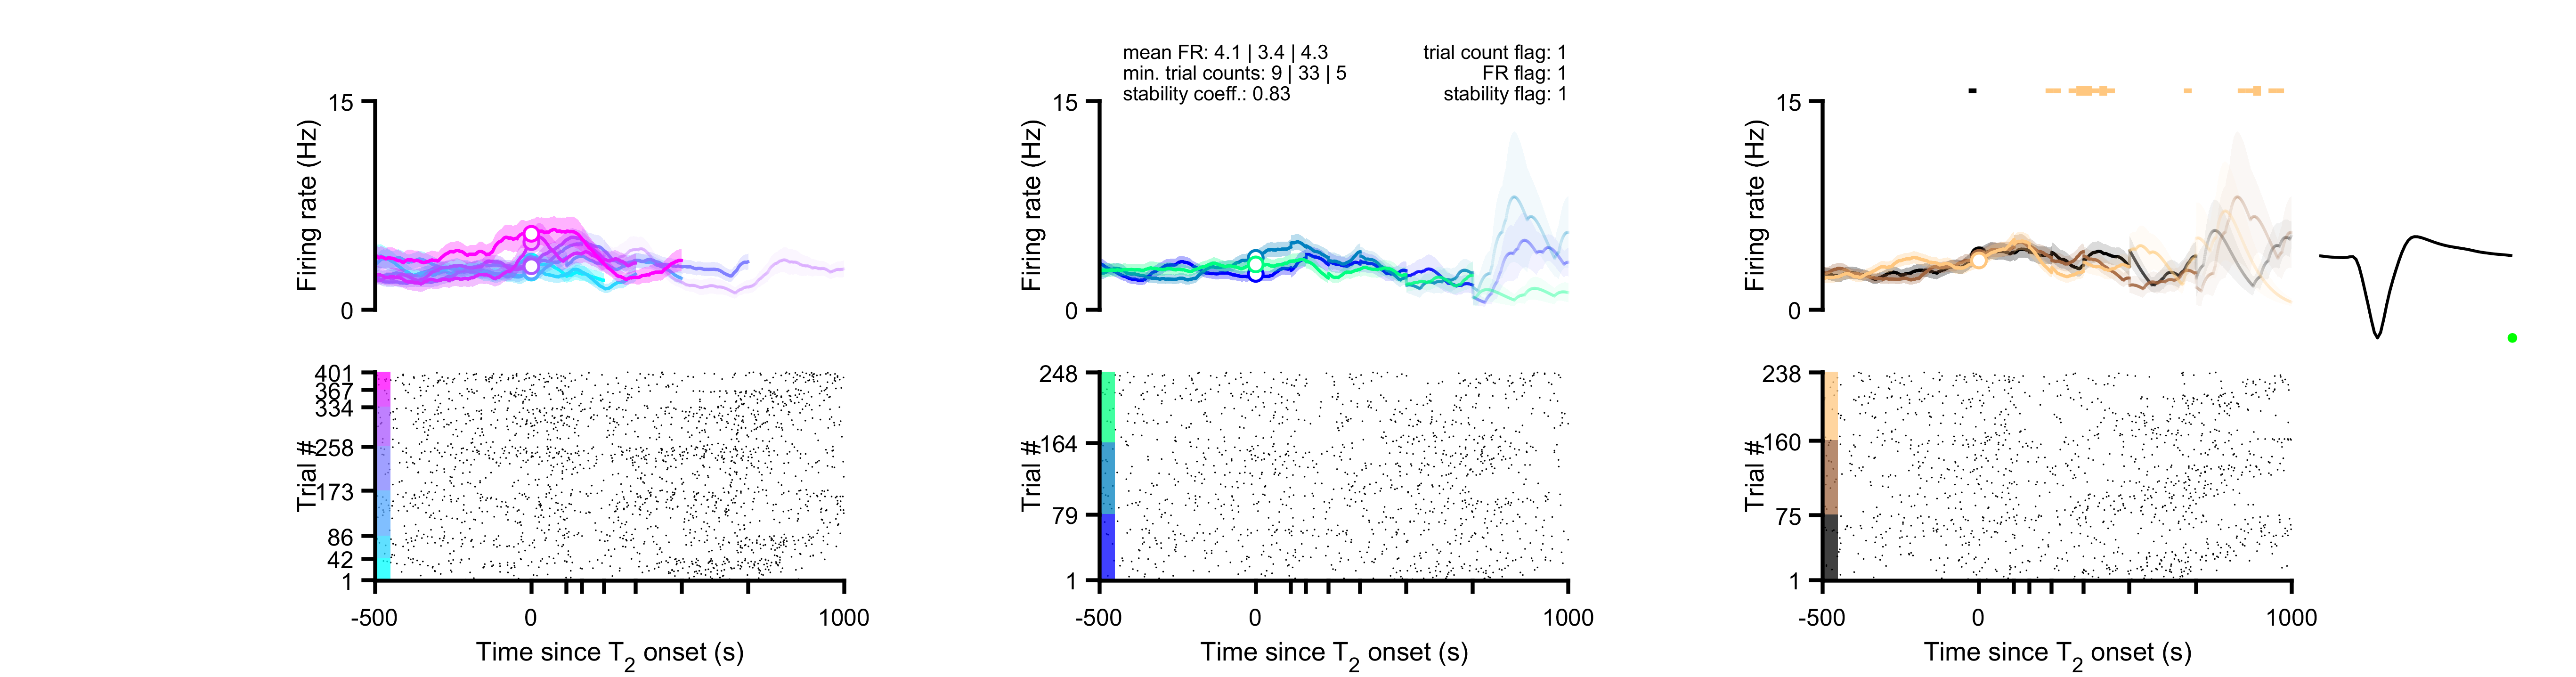 mean FR: 4.1 | 3.4 | 4.3
min. trial counts: 9 | 33 | 5
stability coeff.: 0.83
trial count flag: 1
FR flag: 1
stability flag: 1
15
Firing rate (Hz)
0
401
367
334
258
173
86
42
1
Trial #
-500
0
1000
Time since T2 onset (s)
15
Firing rate (Hz)
0
248
164
79
1
Trial #
-500
0
1000
Time since T2 onset (s)
15
Firing rate (Hz)
0
238
160
75
1
Trial #
-500
0
1000
Time since T2 onset (s)